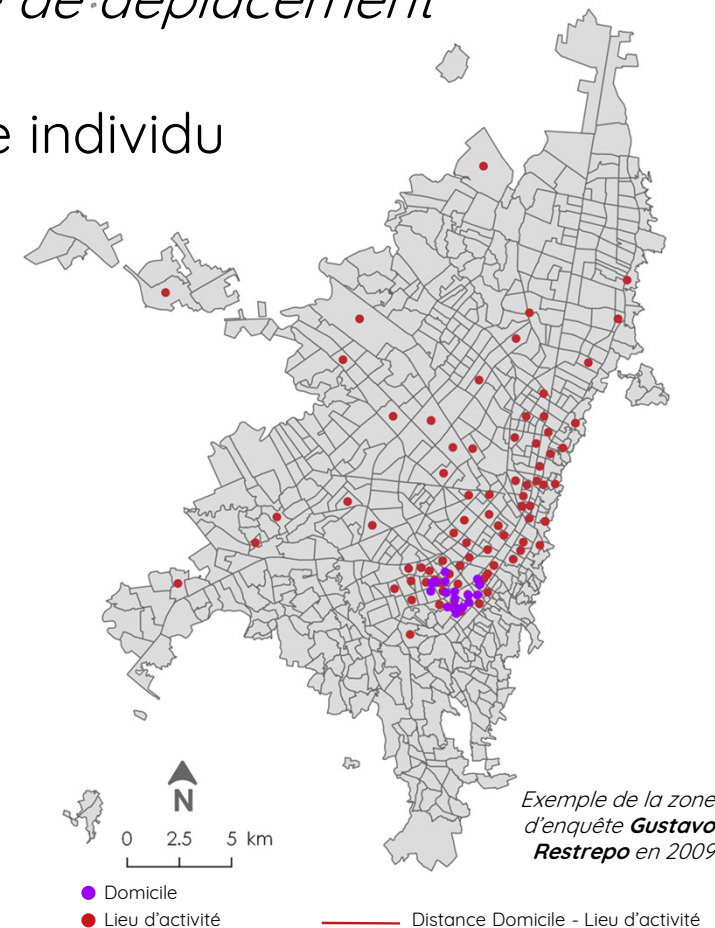 de déplacement
individu
N
0 2.5 5 km
Exemple de la zone
d'enquête Gustavo
Restrepo en 2009
Domicile
Lieu d'activité
Distance Domicile - Lieu d'activité